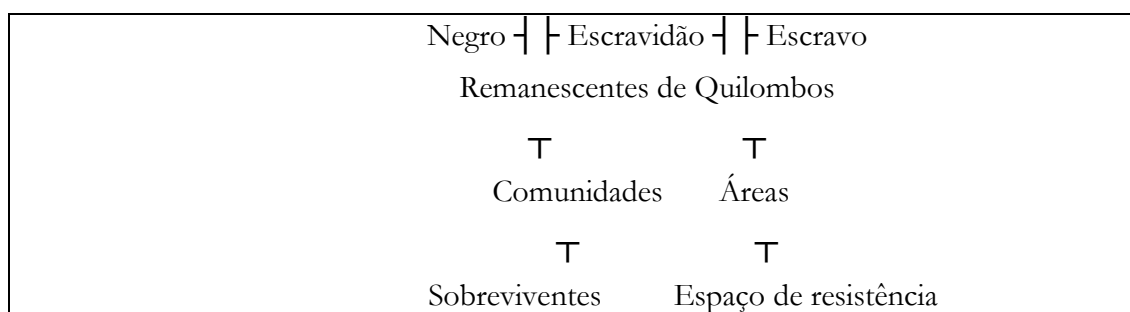 Negro ┤├ Escravidão ┤├ Escravo
Remanescentes de Quilombos
┬ ┬
Comunidades Áreas
┬ ┬
Sobreviventes Espaço de resistência